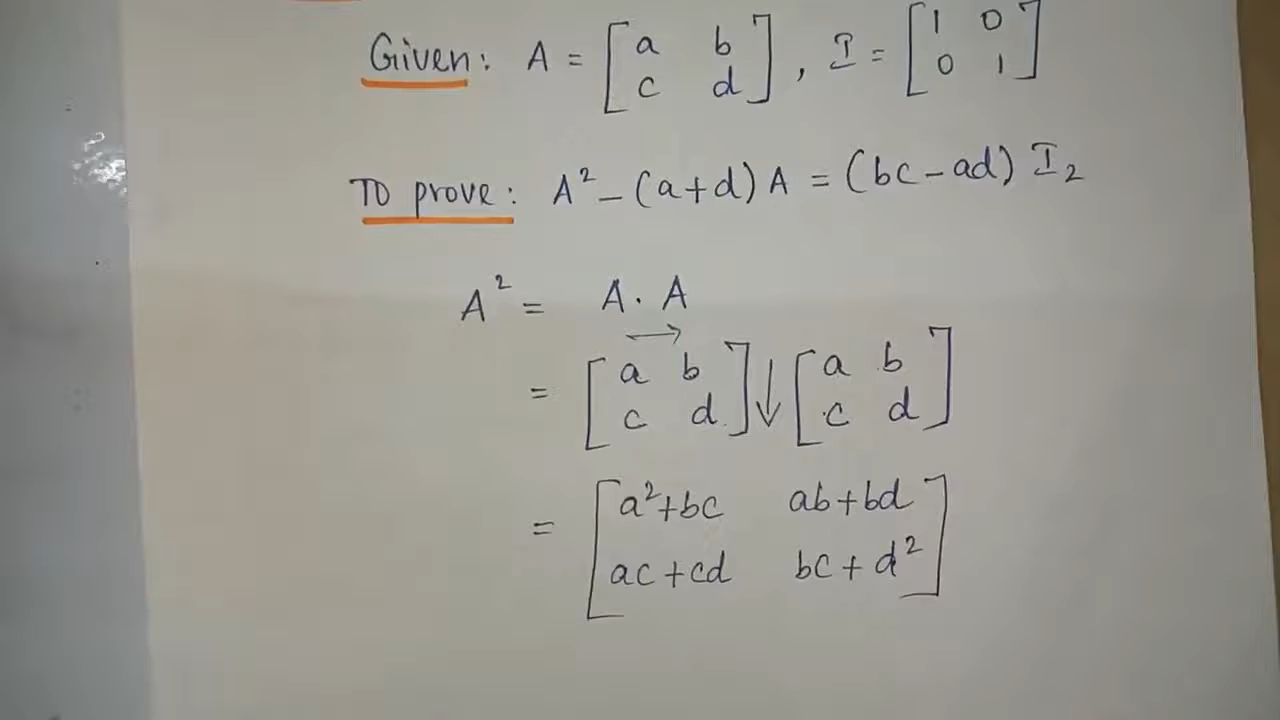 Given: A = [a b
c d], I = [1 0
0 1]
To prove: A² – (a+d) A = (bc – ad) I₂
A² = A . A
→
= [a b
c d] ↓ [a b
c d]
= [a²+bc ab+bd
ac+cd bc+d²]